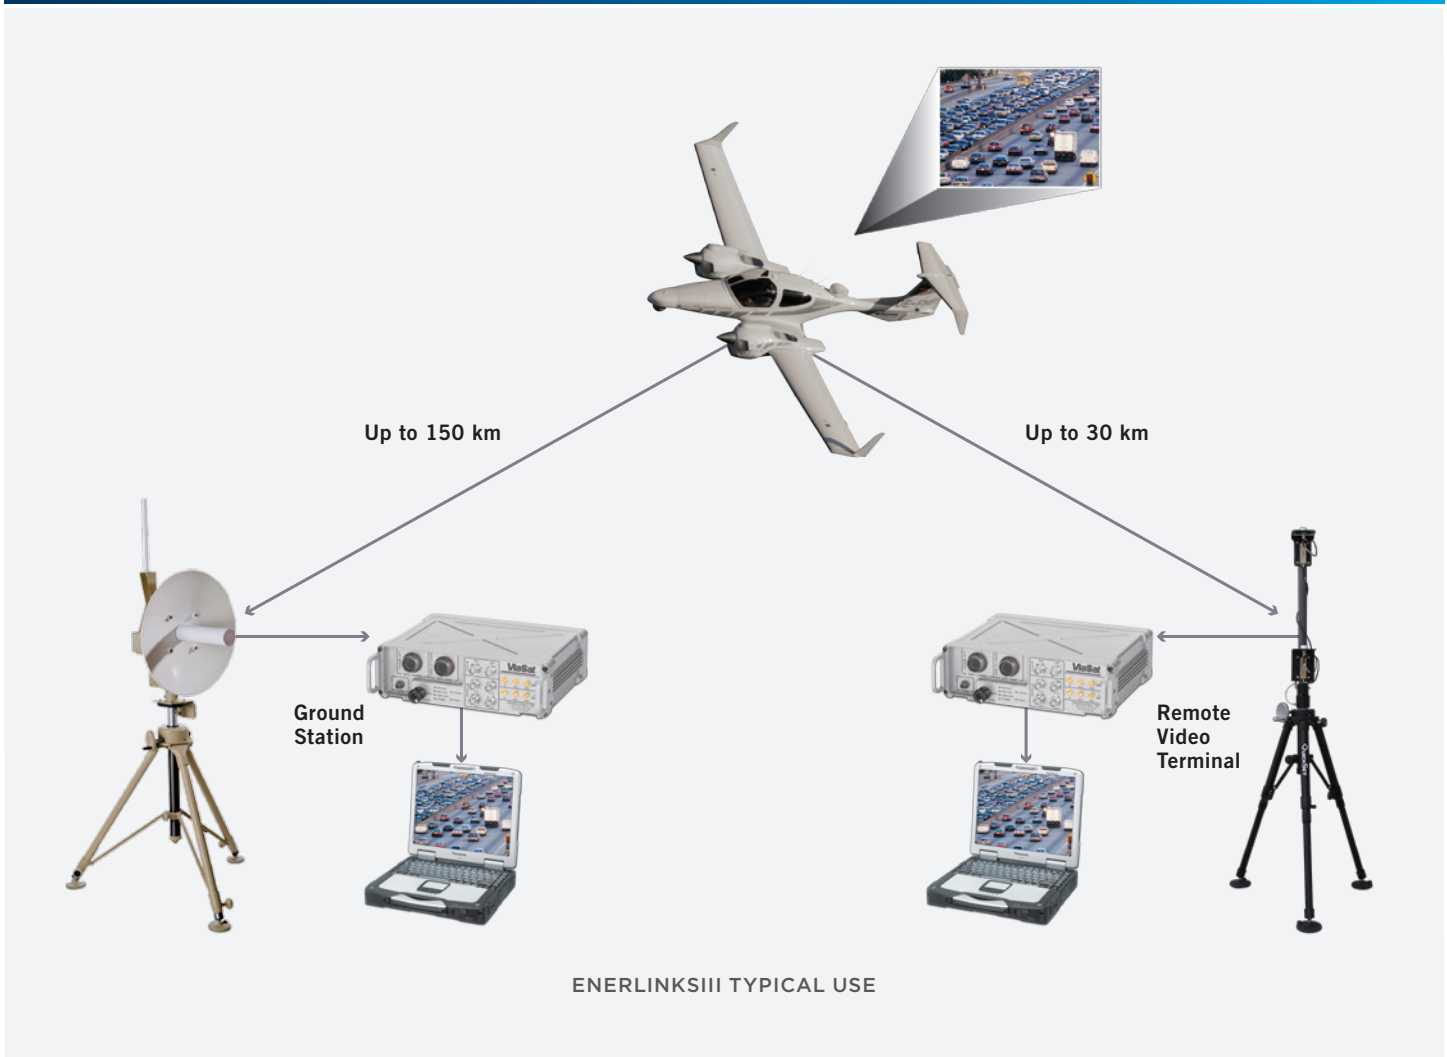 Up to 150 km
Up to 30 km
ViaSat
ViaSat
Ground
Station
Remote
Video
Terminal
ENERLINKSIII TYPICAL USE